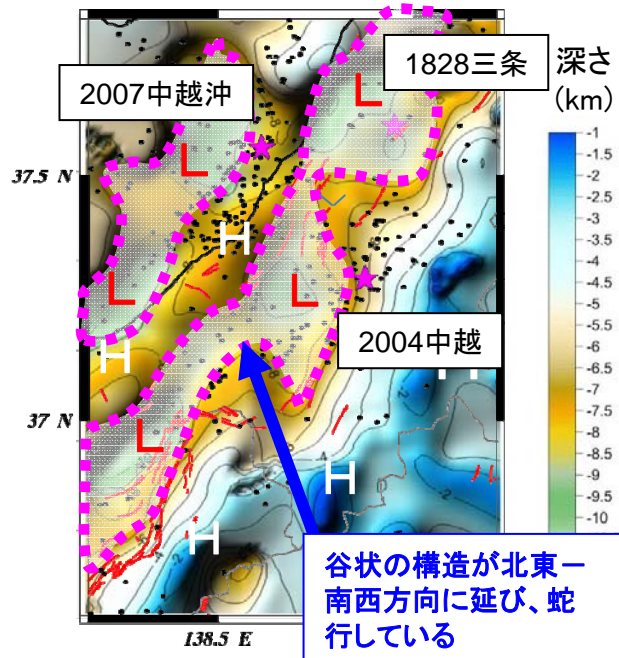 1828三条
深さ
(km)
2007中越沖
L
L
-1
-1.5
-2
-2.5
-3
-3.5
-4
-4.5
-5
-5.5
-6
-6.5
-7
-7.5
-8
-8.5
-9
-9.5
-10
37.5 N
H
L
L
2004中越
H
H
37 N
L
H
H
谷状の構造が北東－
南西方向に延び、蛇
行している
138.5 E